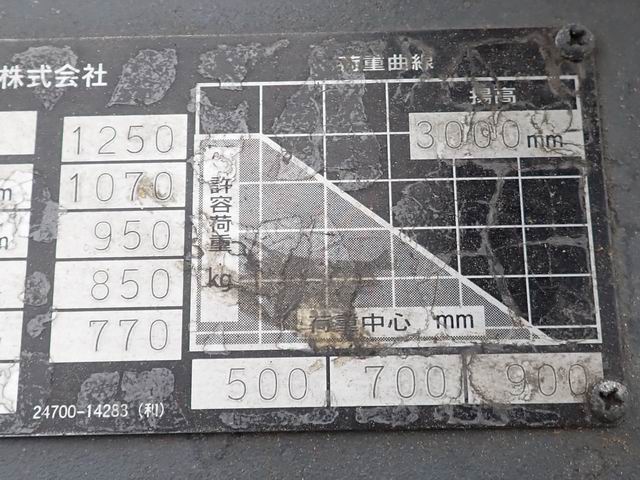 株式会社
荷重曲線
揚高
3000mm
1250
1070
950
850
770
許容荷重
kg
荷重中心 mm
500 700 900
24700-14283 (利)